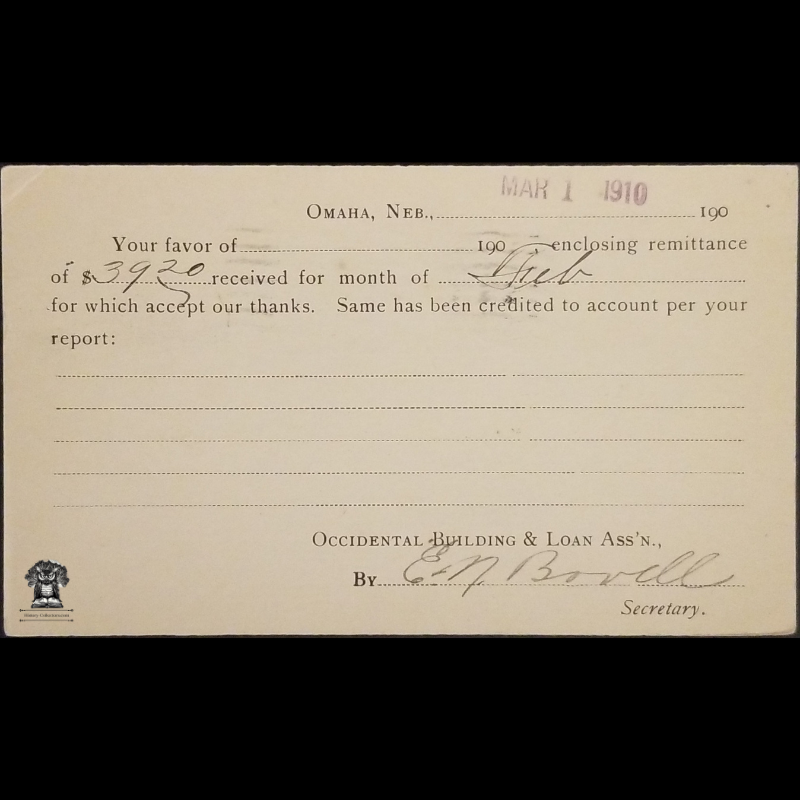 MAR 1 1910
OMAHA, NEB., 190
Your favor of 190 , enclosing remittance
of $39 20 received for month of Feb
for which accept our thanks. Same has been credited to account per your
report:
OCCIDENTAL BUILDING & LOAN ASS'N.,
BY E. N. Bovell
Secretary.